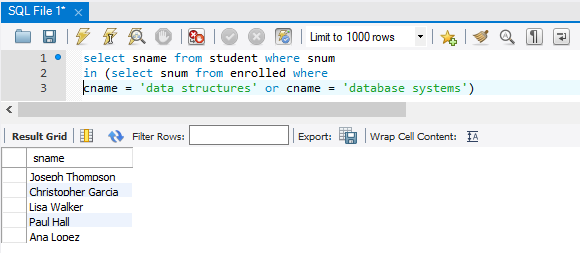 SQL File 1*
Limit to 1000 rows
1 select sname from student where snum
2 in (select snum from enrolled where
3 cname = 'data structures' or cname = 'database systems')
Result Grid Filter Rows: Export: Wrap Cell Content: IA
sname
Joseph Thompson
Christopher Garcia
Lisa Walker
Paul Hall
Ana Lopez